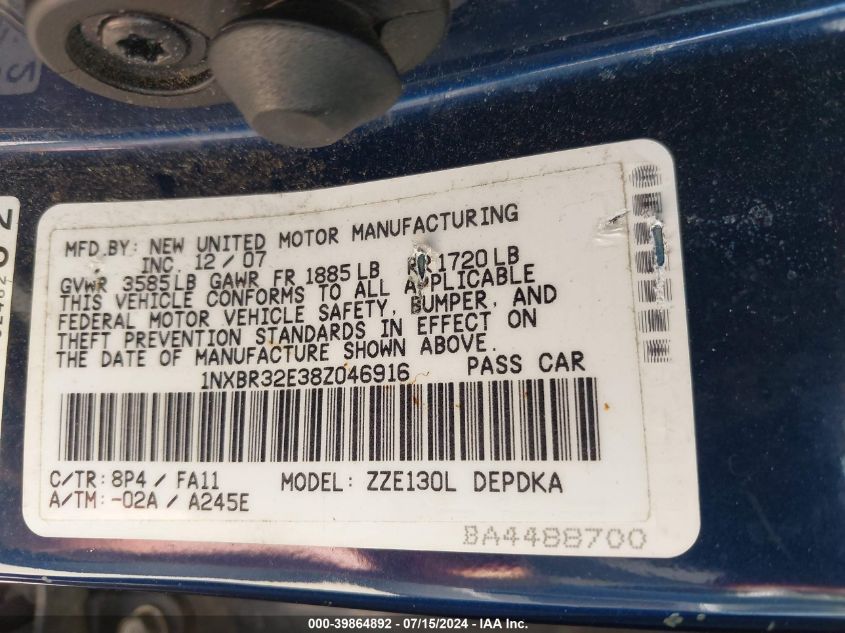 MFD.BY: NEW UNITED MOTOR MANUFACTURING
INC. 12/07
GVWR 3585LB GAWR FR 1885LB RR 1720LB
THIS VEHICLE CONFORMS TO ALL APPLICABLE
FEDERAL MOTOR VEHICLE SAFETY, BUMPER, AND
THEFT PREVENTION STANDARDS IN EFFECT ON
THE DATE OF MANUFACTURE SHOWN ABOVE.
1NXBR32E38Z046916 PASS CAR
C/TR: 8P4 / FA11 MODEL: ZZE130L DEPDKA
A/TM: -02A / A245E
BA4488700
000-39864892 - 07/15/2024 - IAA Inc.